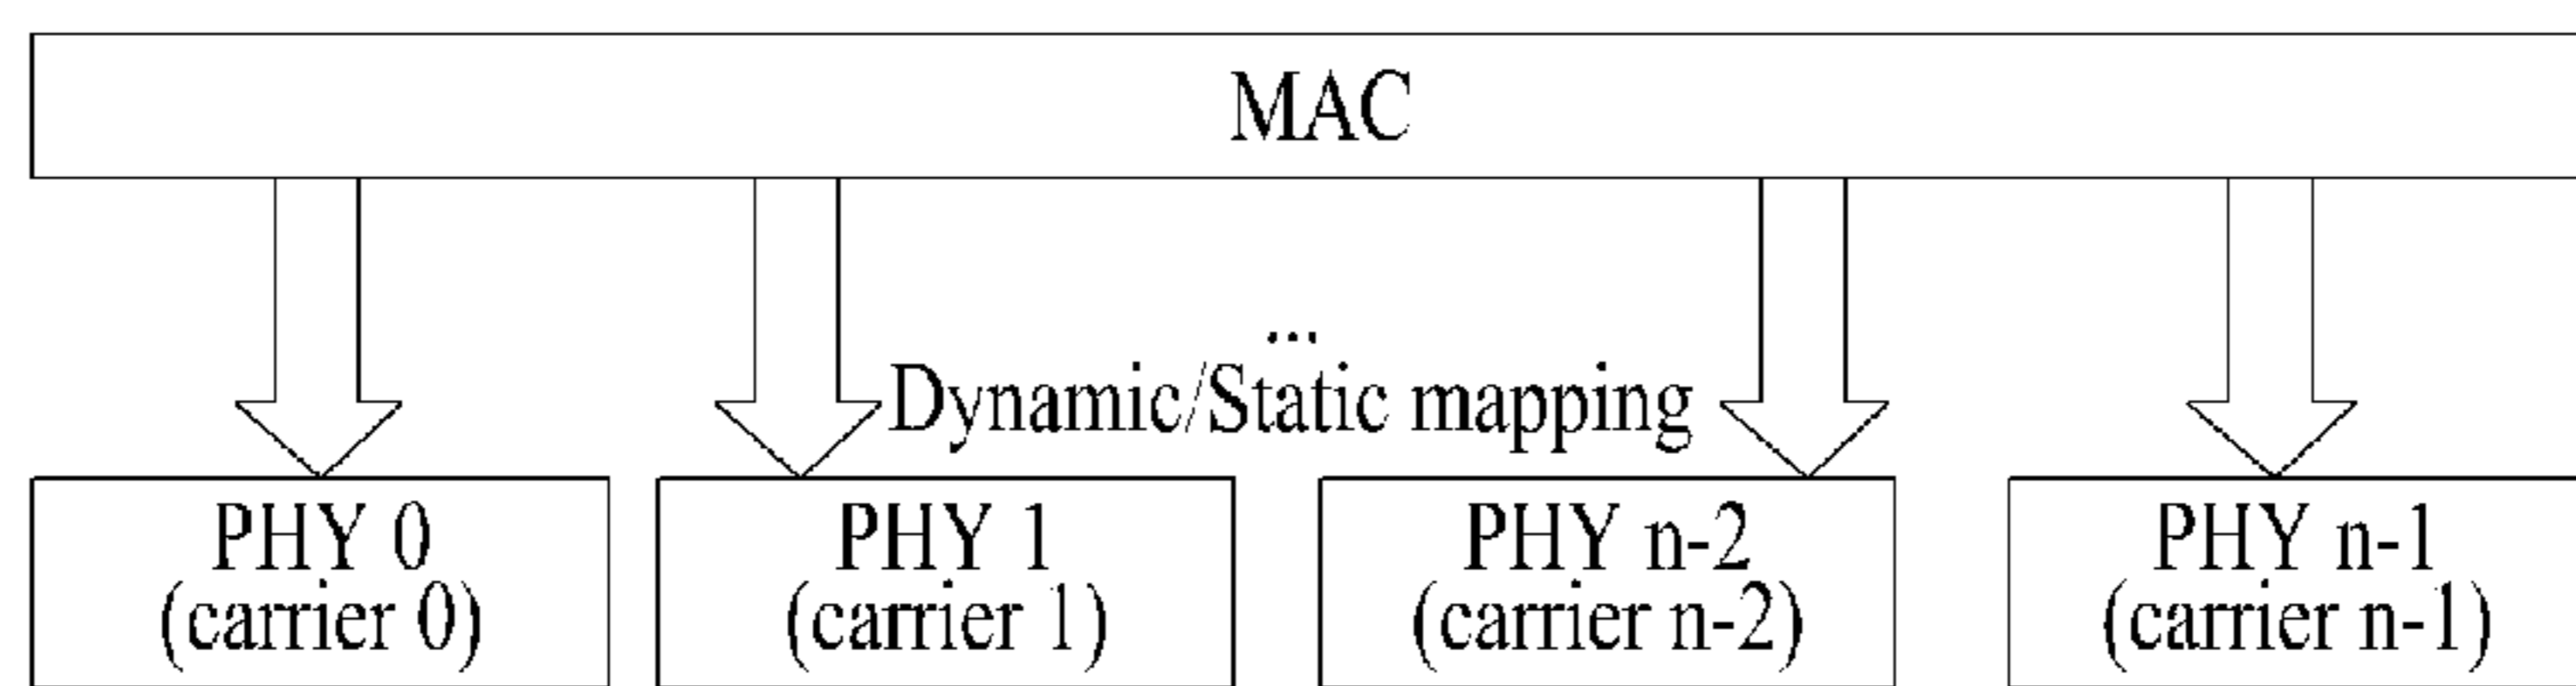 MAC
...
Dynamic/Static mapping
PHY 0
(carrier 0)
PHY 1
(carrier 1)
PHY n-2
(carrier n-2)
PHY n-1
(carrier n-1)